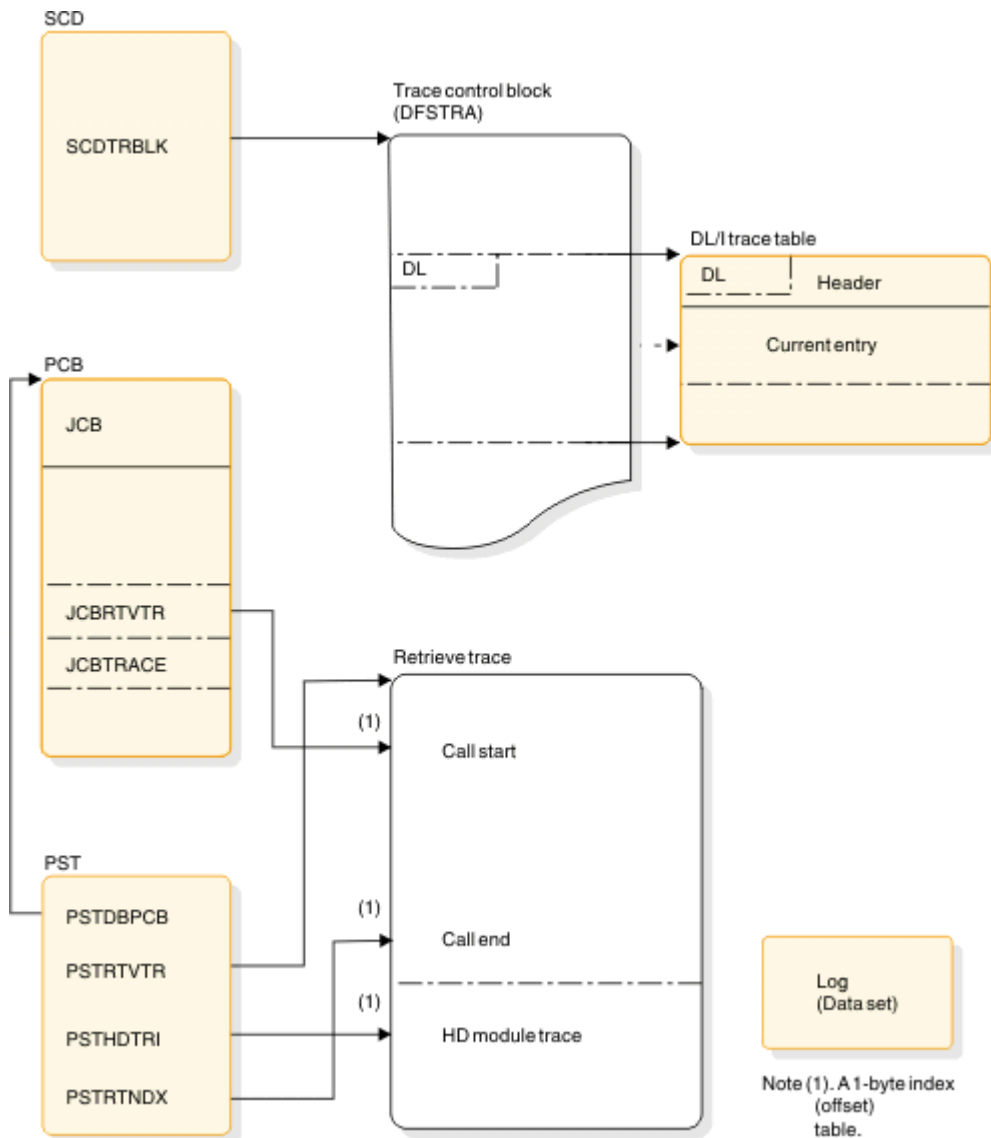 SCD
SCDTRBLK
Trace control block
(DFSTRA)
DL
DL/I trace table
DL
Header
Current entry
PCB
JCB
JCBRTVTR
JCBTRACE
Retrieve trace
(1)
Call start
PST
PSTDBPCB
PSTRTVTR
PSTHDTRI
PSTRTNDX
(1)
Call end
(1)
HD module trace
Log
(Data set)
Note (1). A 1-byte index
(offset)
table.